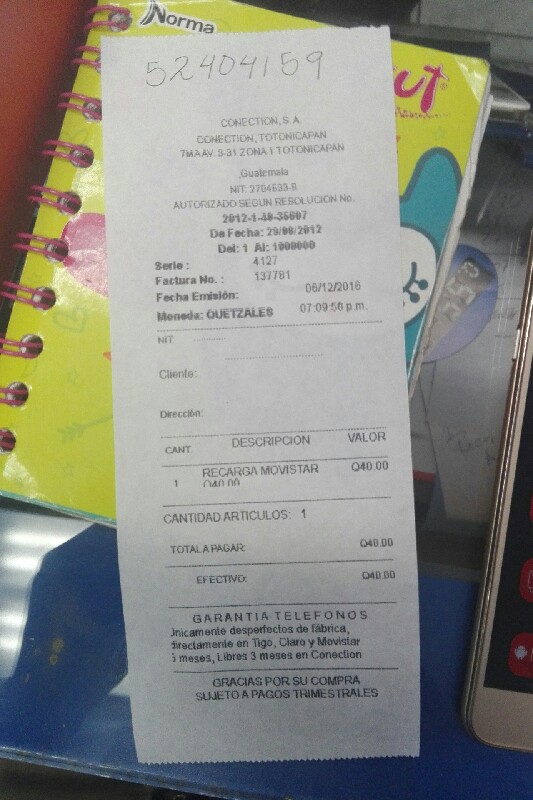 Norma
52404159
CONECTION, S.A.
CONECTION, TOTONICAPAN
7MA AV. 3-31 ZONA 1 TOTONICAPAN
,Guatemala
NIT: 2704633-8
AUTORIZADO SEGUN RESOLUCION No.
2012-1-48-35607
De Fecha: 29/08/2012
Del: 1 Al: 1000000
Serie : 4127
Factura No. : 137781
Fecha Emisión: 06/12/2016
Moneda: QUETZALES 07:09:56 p.m.
NIT:
Cliente:
Dirección:
CANT. DESCRIPCION VALOR
1 RECARGA MOVISTAR Q40.00
Q40.00
CANTIDAD ARTICULOS: 1
TOTAL A PAGAR: Q40.00
EFECTIVO: Q40.00
GARANTIA TELEFONOS
Unicamente desperfectos de fábrica,
directamente en Tigo, Claro y Movistar
meses, Libres 3 meses en Conection
GRACIAS POR SU COMPRA
SUJETO A PAGOS TRIMESTRALES